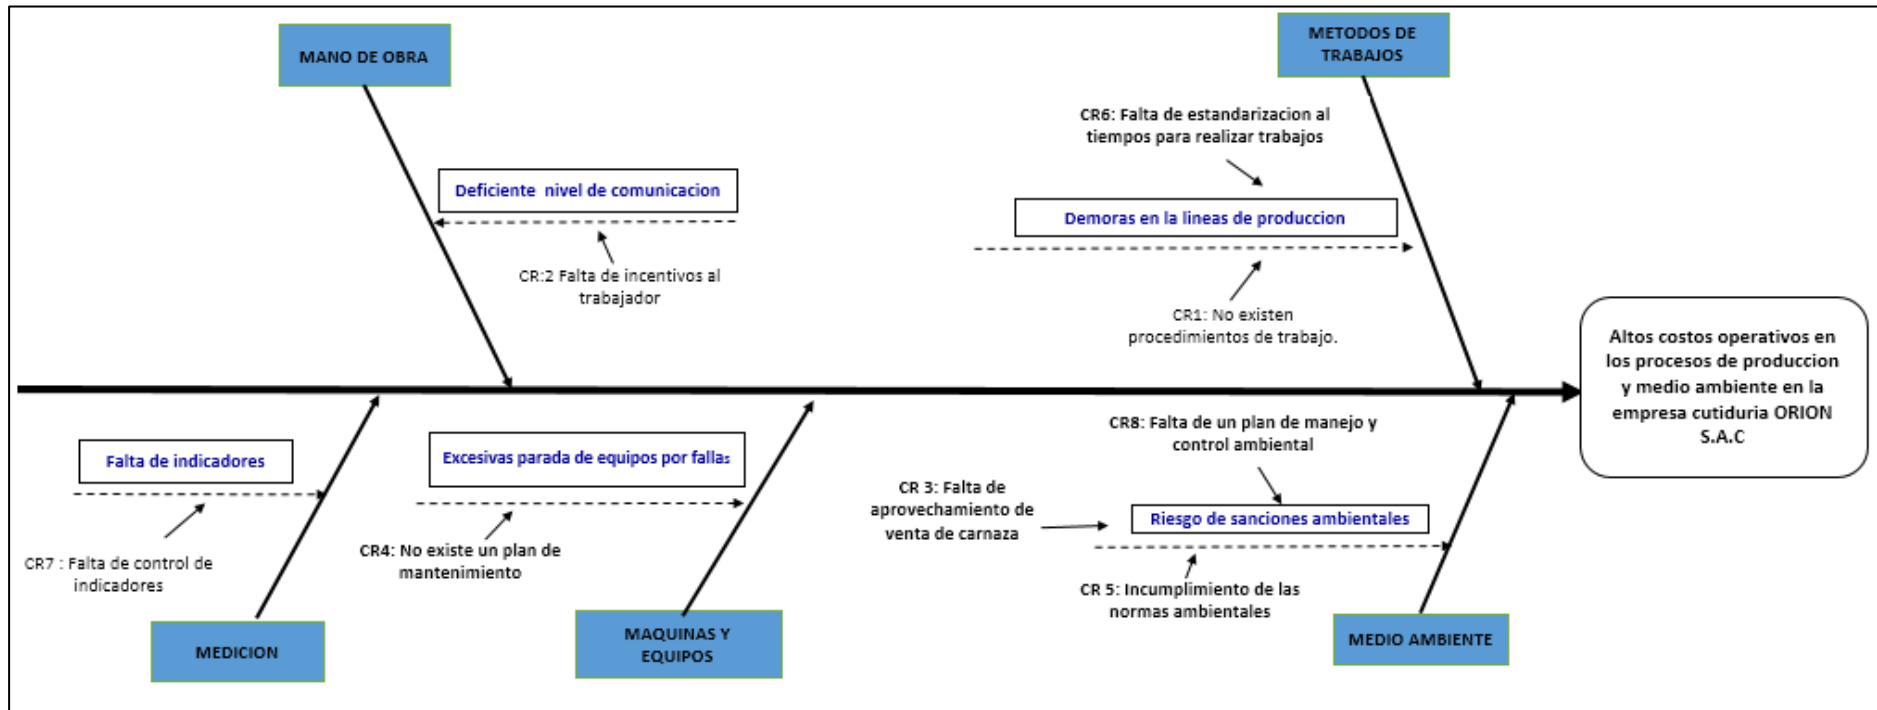 MANO DE OBRA
METODOS DE
TRABAJOS
CR6: Falta de estandarizacion al
tiempos para realizar trabajos
Deficiente nivel de comunicacion
Demoras en la lineas de produccion
CR:2 Falta de incentivos al
trabajador
CR1: No existen
procedimientos de trabajo.
Altos costos operativos en
los procesos de produccion
y medio ambiente en la
empresa cutiduria ORION
S.A.C
Falta de indicadores
Excesivas parada de equipos por fallas
CR8: Falta de un plan de manejo y
control ambiental
CR 3: Falta de
aprovechamiento de
venta de carnaza
Riesgo de sanciones ambientales
CR7 : Falta de control de
indicadores
CR4: No existe un plan de
mantenimiento
CR 5: Incumplimiento de las
normas ambientales
MEDICION
MAQUINAS Y
EQUIPOS
MEDIO AMBIENTE